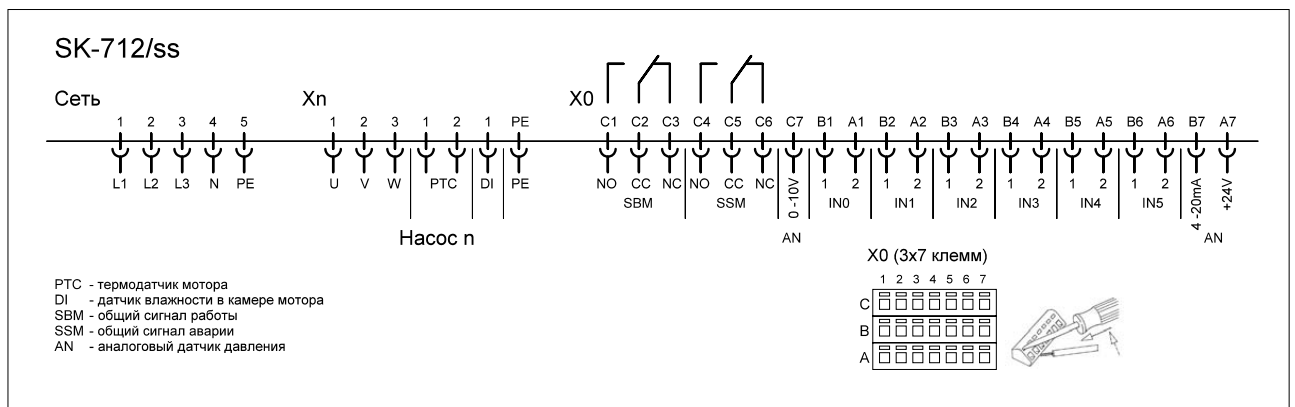 SK-712/ss
Сеть Xn X0
1 2 3 4 5 1 2 3 1 2 1 PE C1 C2 C3 C4 C5 C6 C7 B1 A1 B2 A2 B3 A3 B4 A4 B5 A5 B6 A6 B7 A7
L1 L2 L3 N PE U V W PTC DI PE NO CC NC NO CC NC 0 -10V 1 2 1 2 1 2 1 2 1 2 1 2 4 -20mA +24V
SBM SSM IN0 IN1 IN2 IN3 IN4 IN5
Насос n AN AN
X0 (3x7 клемм)
1 2 3 4 5 6 7
C
B
A
PTC - термодатчик мотора
DI - датчик влажности в камере мотора
SBM - общий сигнал работы
SSM - общий сигнал аварии
AN - аналоговый датчик давления